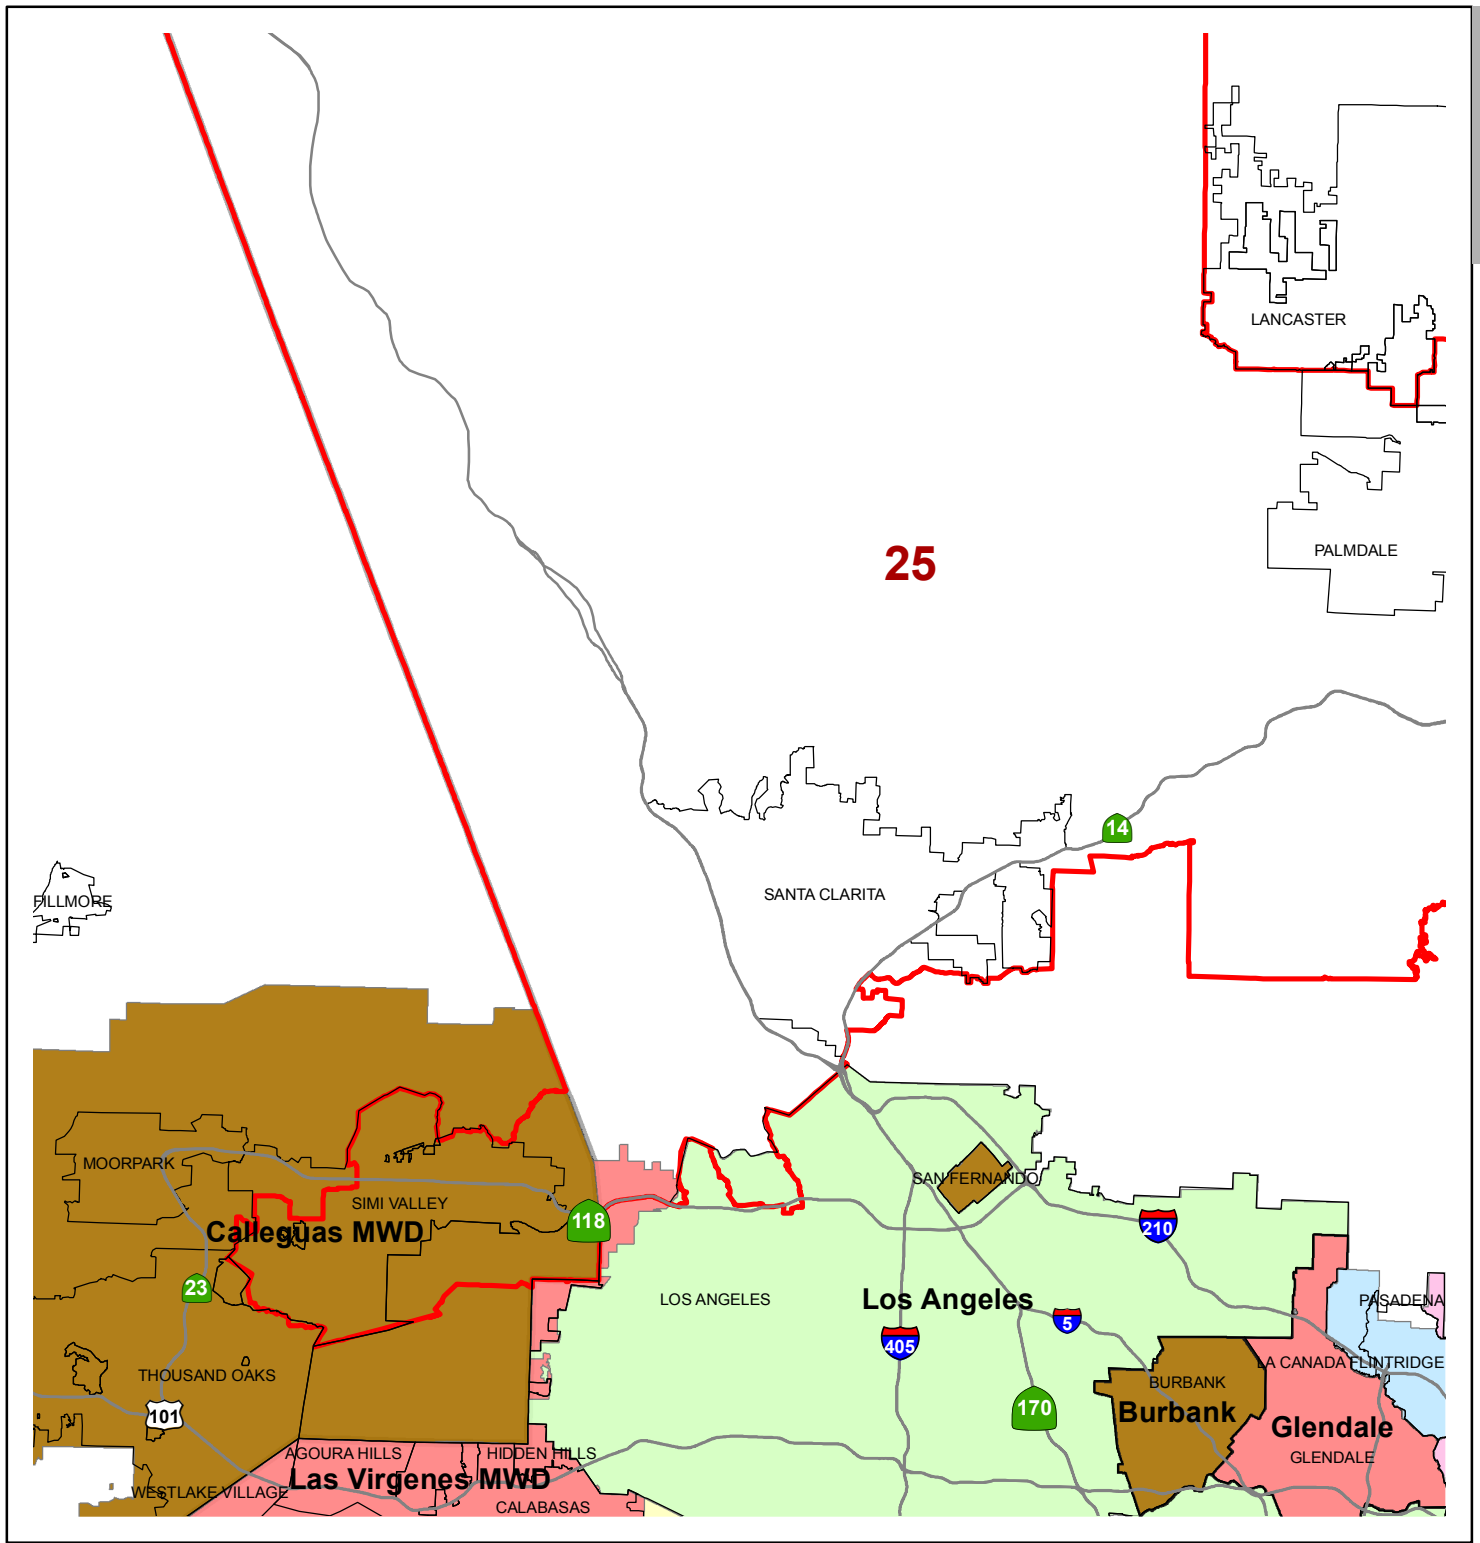 LANCASTER
25
PALMDALE
14
SANTA CLARITA
FILLMORE
MOORPARK
SAN FERNANDO
SIMI VALLEY
118
Calleguas MWD
210
23
LOS ANGELES
Los Angeles
PASADENA
5
405
LA CANADA FLINTRIDGE
THOUSAND OAKS
BURBANK
101
170
Burbank
Glendale
AGOURA HILLS
HIDDEN HILLS
GLENDALE
Las Virgenes MWD
WESTLAKE VILLAGE
CALABASAS